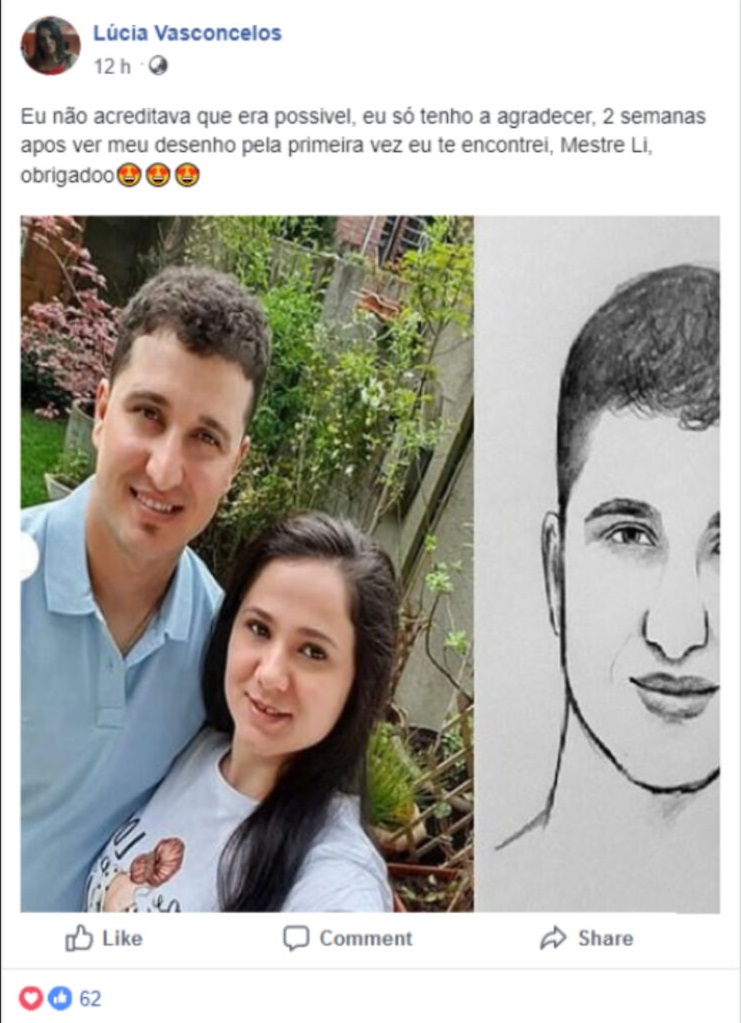 Lúcia Vasconcelos
12 h
Eu não acreditava que era possivel, eu só tenho a agradecer, 2 semanas
apos ver meu desenho pela primeira vez eu te encontrei, Mestre Li,
obrigadoo😍😍😍
Like Comment Share
62